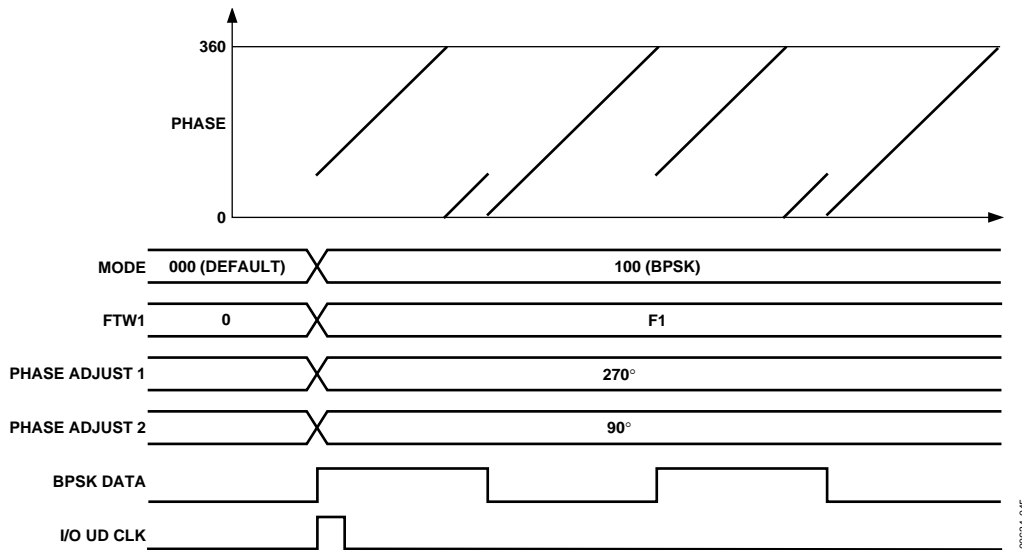 360
PHASE
0
MODE 000 (DEFAULT) 100 (BPSK)
FTW1 0 F1
PHASE ADJUST 1 270°
PHASE ADJUST 2 90°
BPSK DATA
I/O UD CLK